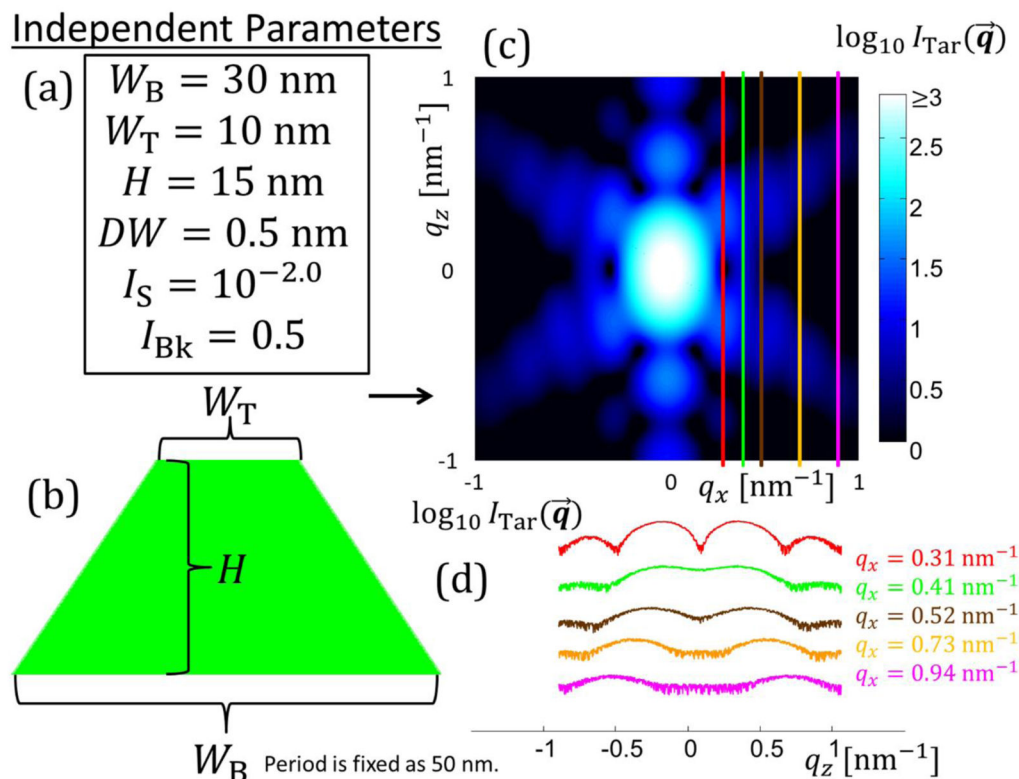 Independent Parameters
(a)
W_B = 30 nm
W_T = 10 nm
H = 15 nm
DW = 0.5 nm
I_S = 10^{-2.0}
I_Bk = 0.5
W_T
(b)
H
W_B
Period is fixed as 50 nm.
(c)
log₁₀ I_Tar(q⃗)
1
q_z [nm⁻¹]
0
-1
-1
0
q_x [nm⁻¹]
1
≥3
2.5
2
1.5
1
0.5
0
log₁₀ I_Tar(q⃗)
(d)
q_x = 0.31 nm⁻¹
q_x = 0.41 nm⁻¹
q_x = 0.52 nm⁻¹
q_x = 0.73 nm⁻¹
q_x = 0.94 nm⁻¹
-1
-0.5
0
0.5
1
q_z [nm⁻¹]